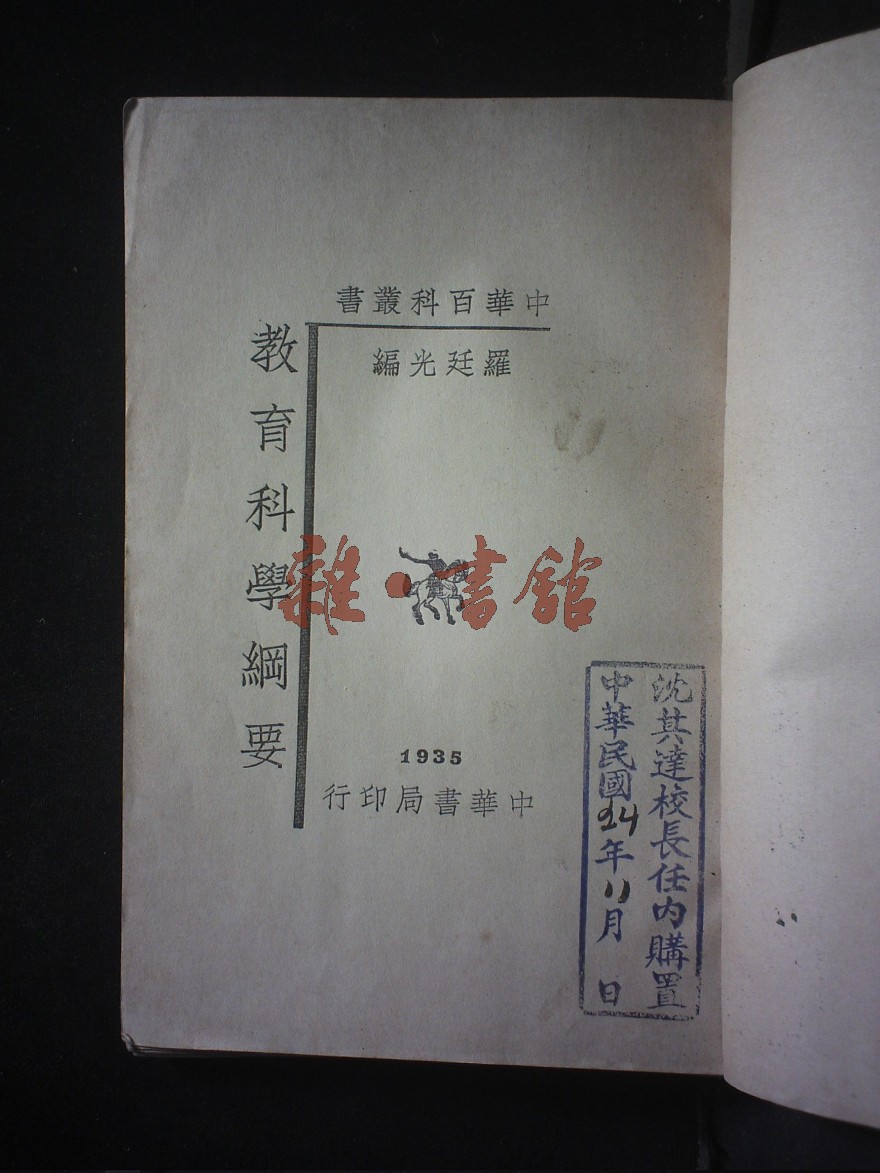 中華百科叢書
羅廷光編
教育科學綱要
1935
中華書局印行
沈其達校長任内購置
中華民國24年11月 日
雜·書館